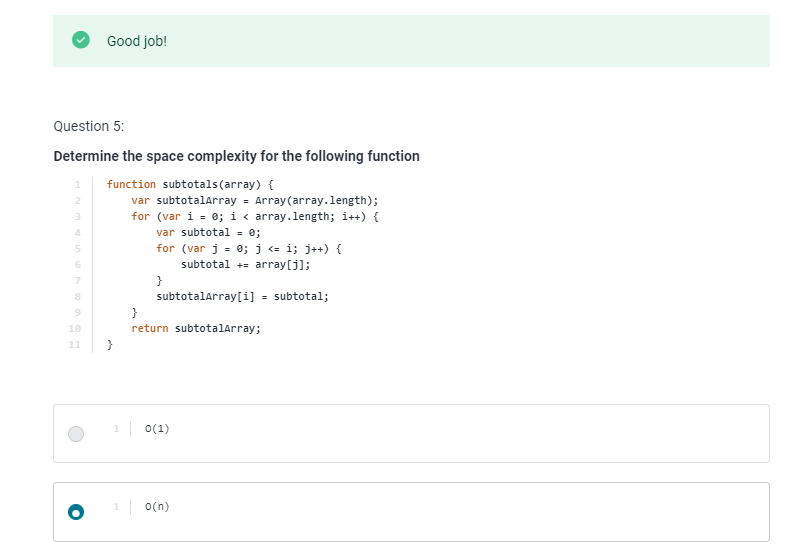 Good job!
Question 5:
Determine the space complexity for the following function
1 function subtotals(array) {
2     var subtotalArray = Array(array.length);
3     for (var i = 0; i < array.length; i++) {
4         var subtotal = 0;
5         for (var j = 0; j <= i; j++) {
6             subtotal += array[j];
7         }
8         subtotalArray[i] = subtotal;
9     }
10     return subtotalArray;
11 }
1 O(1)
1 O(n)